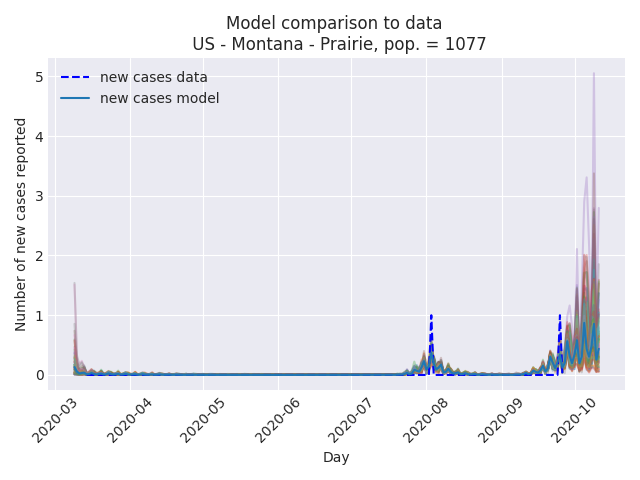 Model comparison to data
US - Montana - Prairie, pop. = 1077
new cases data
new cases model
Number of new cases reported
5
4
3
2
1
0
2020-03
2020-04
2020-05
2020-06
2020-07
2020-08
2020-09
2020-10
Day